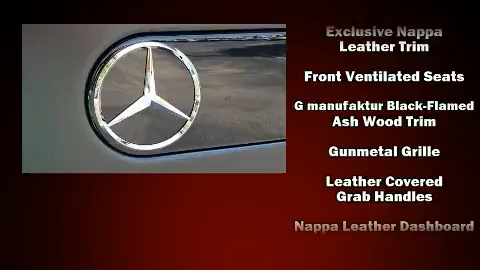 Exclusive Nappa
Leather Trim
Front Ventilated Seats
G manufaktur Black-Flamed
Ash Wood Trim
Gunmetal Grille
Leather Covered
Grab Handles
Nappa Leather Dashboard